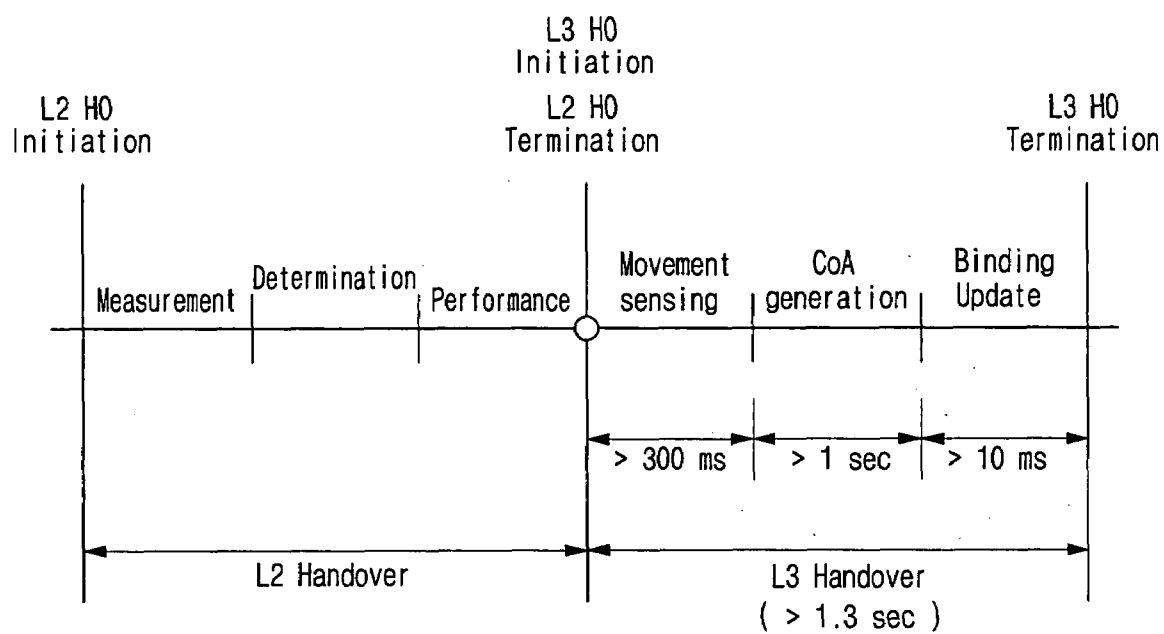 L3 HO
Initiation
L2 HO
Initiation
L2 HO
Termination
L3 HO
Termination
Measurement
Determination
Performance
Movement
sensing
CoA
generation
Binding
Update
> 300 ms
> 1 sec
> 10 ms
L2 Handover
L3 Handover
( > 1.3 sec )